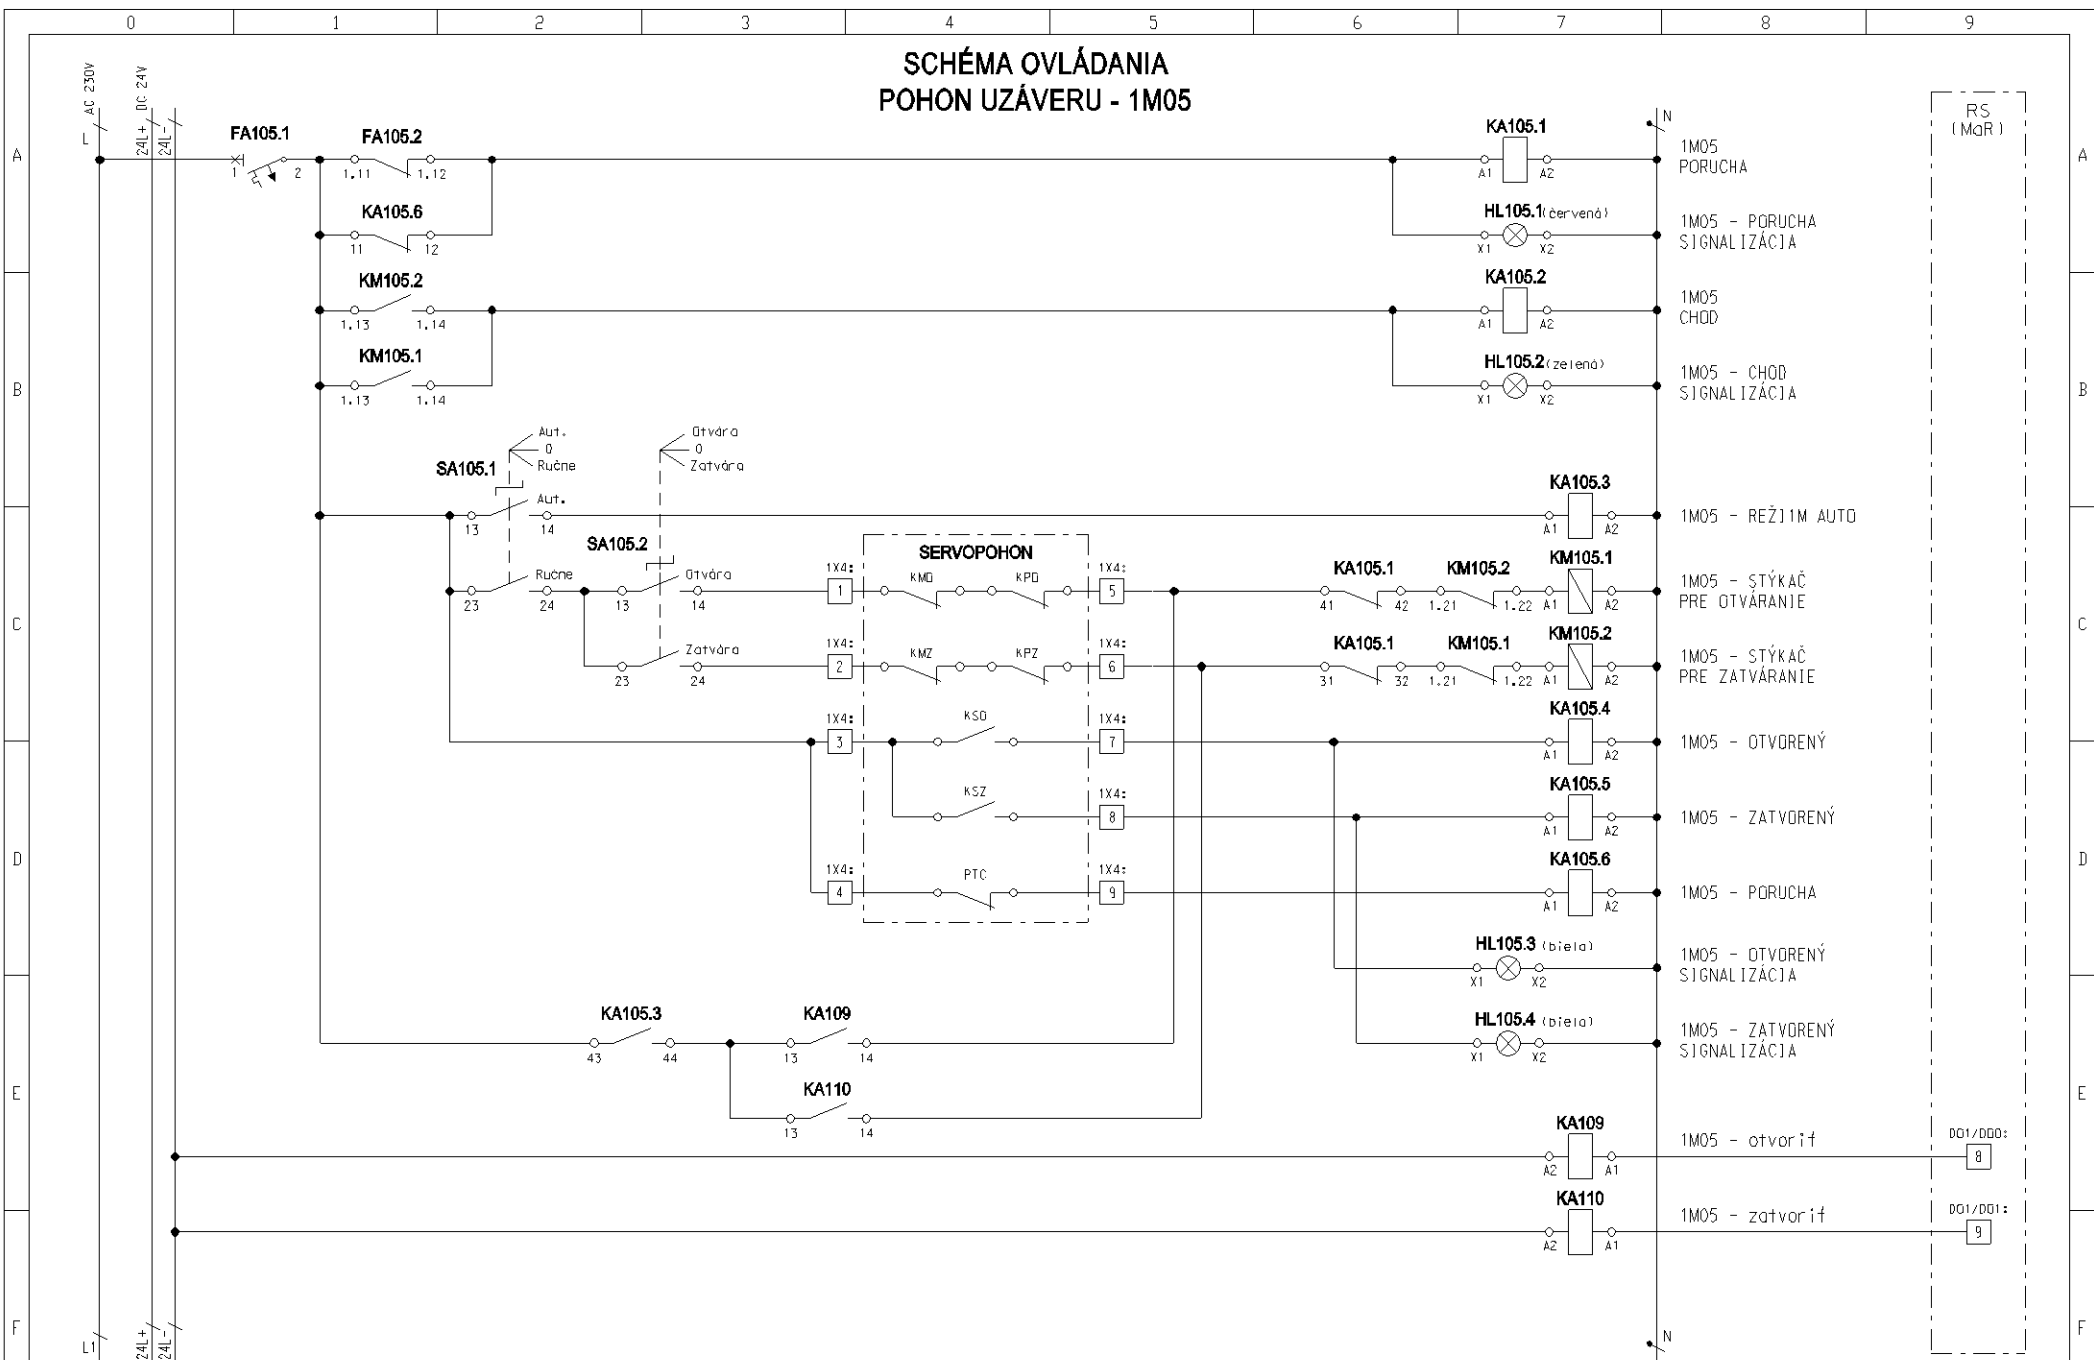 0 1 2 3 4 5 6 7 8 9
SCHÉMA OVLÁDANIA
POHON UZÁVERU - 1M05
AC 230V
DC 24V
L
24L+
24L-
N
RS
(MaR)
A
A
FA105.1
1
2
FA105.2
1.11
1.12
KA105.1
A1
A2
1M05
PORUCHA
KA105.6
11
12
HL105.1 (červená)
X1
X2
1M05 - PORUCHA
SIGNALIZÁCIA
KM105.2
1.13
1.14
KA105.2
A1
A2
1M05
CHOD
B
B
KM105.1
1.13
1.14
HL105.2 (zelená)
X1
X2
1M05 - CHOD
SIGNALIZÁCIA
Aut.
0
Ručne
Otvára
0
Zatvára
SA105.1
Aut.
13
14
KA105.3
A1
A2
1M05 - REŽIIM AUTO
C
C
Ručne
23
24
SA105.2
Otvára
13
14
1X4:
1
SERVOPOHON
KMO
KPO
1X4:
5
KA105.1
41
42
KM105.2
1.21
1.22
KM105.1
A1
A2
1M05 - STÝKAČ
PRE OTVÁRANIE
Zatvára
23
24
1X4:
2
KMZ
KPZ
1X4:
6
KA105.1
31
32
KM105.1
1.21
1.22
KM105.2
A1
A2
1M05 - STÝKAČ
PRE ZATVÁRANIE
1X4:
3
KSO
1X4:
7
KA105.4
A1
A2
1M05 - OTVORENÝ
D
D
KSZ
1X4:
8
KA105.5
A1
A2
1M05 - ZATVORENÝ
1X4:
4
PTC
1X4:
9
KA105.6
A1
A2
1M05 - PORUCHA
HL105.3 (biela)
X1
X2
1M05 - OTVORENÝ
SIGNALIZÁCIA
E
E
KA105.3
43
44
KA109
13
14
HL105.4 (biela)
X1
X2
1M05 - ZATVORENÝ
SIGNALIZÁCIA
KA110
13
14
KA109
A2
A1
1M05 - otvoriť
DO1/DO0:
8
KA110
A2
A1
1M05 - zatvoriť
DO1/DO1:
9
F
F
L1
24L+
24L-
N